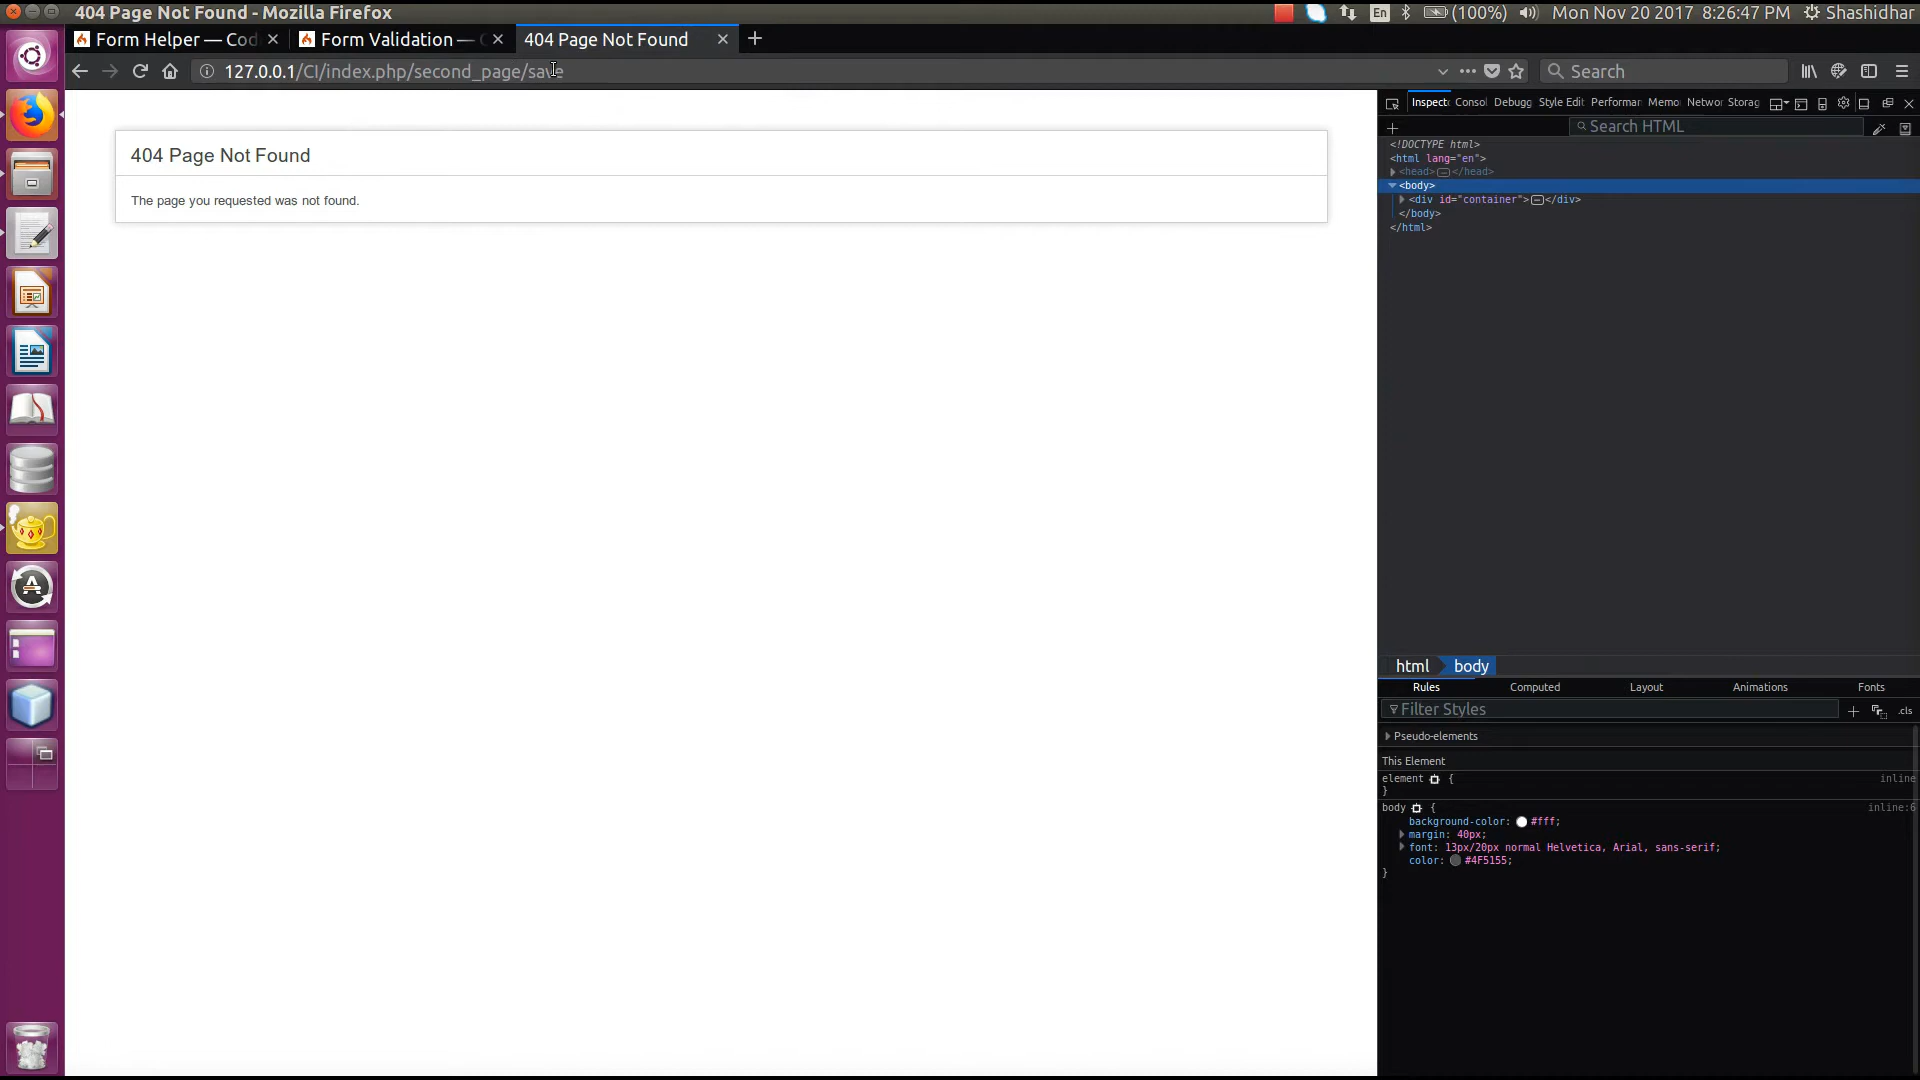 404 Page Not Found - Mozilla Firefox
En (100%) Mon Nov 20 2017 8:26:47 PM Shashidhar
Form Helper — Cod Form Validation — C 404 Page Not Found
127.0.0.1/CI/index.php/second_page/save Search
Inspect Consol Debugg Style Edit Performan Memo Networ Storag
404 Page Not Found
The page you requested was not found.
Search HTML
<!DOCTYPE html>
<html lang="en">
<head></head>
<body>
<div id="container"></div>
</body>
</html>
html body
Rules Computed Layout Animations Fonts
Filter Styles .cls
Pseudo-elements
This Element
element { inline
}
body { inline:6
background-color: #fff;
margin: 40px;
font: 13px/20px normal Helvetica, Arial, sans-serif;
color: #4F5155;
}